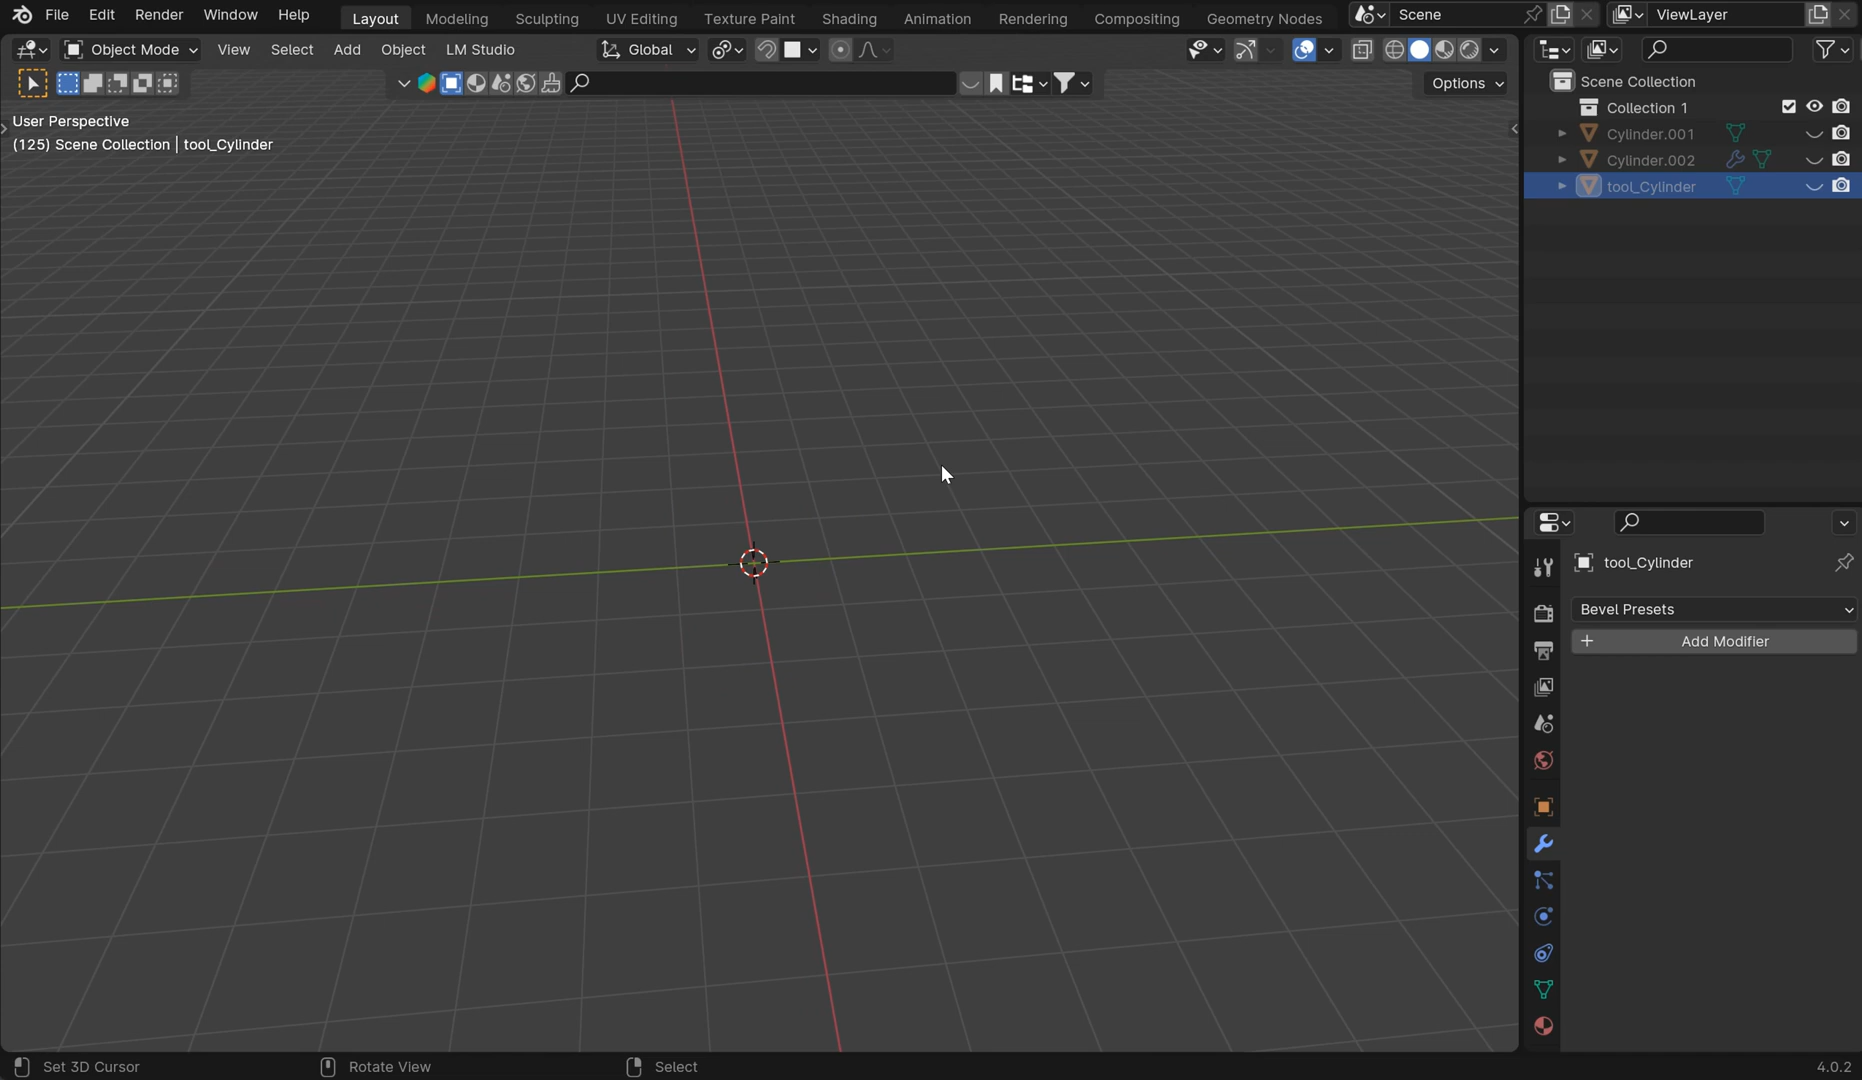 File Edit Render Window Help Layout Modeling Sculpting UV Editing Texture Paint Shading Animation Rendering Compositing Geometry Nodes Scene ViewLayer
Object Mode View Select Add Object LM Studio Global
Options
User Perspective
(125) Scene Collection | tool_Cylinder
Scene Collection
Collection 1
Cylinder.001
Cylinder.002
tool_Cylinder
tool_Cylinder
Bevel Presets
Add Modifier
Set 3D Cursor Rotate View Select 4.0.2